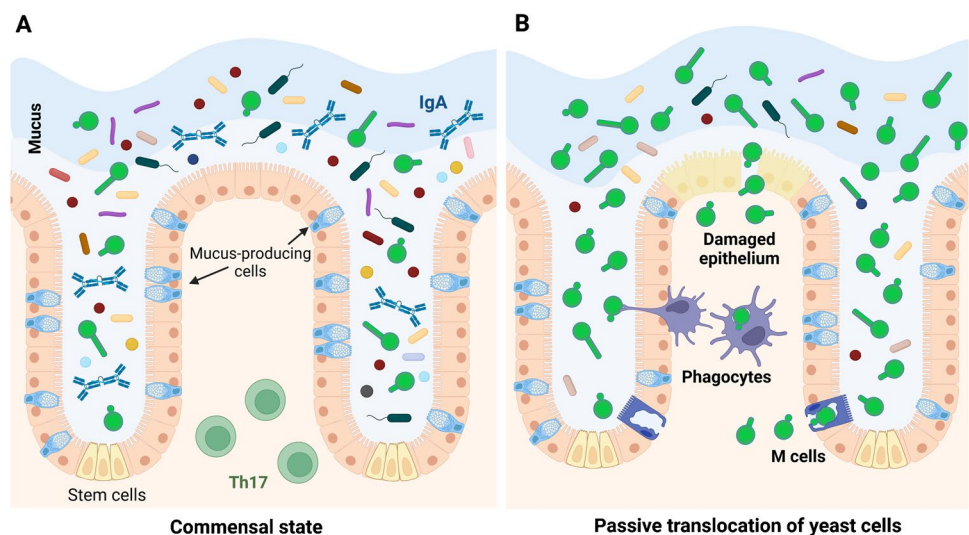 A
Mucus
IgA
Mucus-producing
cells
Th17
Stem cells
Commensal state
B
Damaged
epithelium
Phagocytes
M cells
Passive translocation of yeast cells